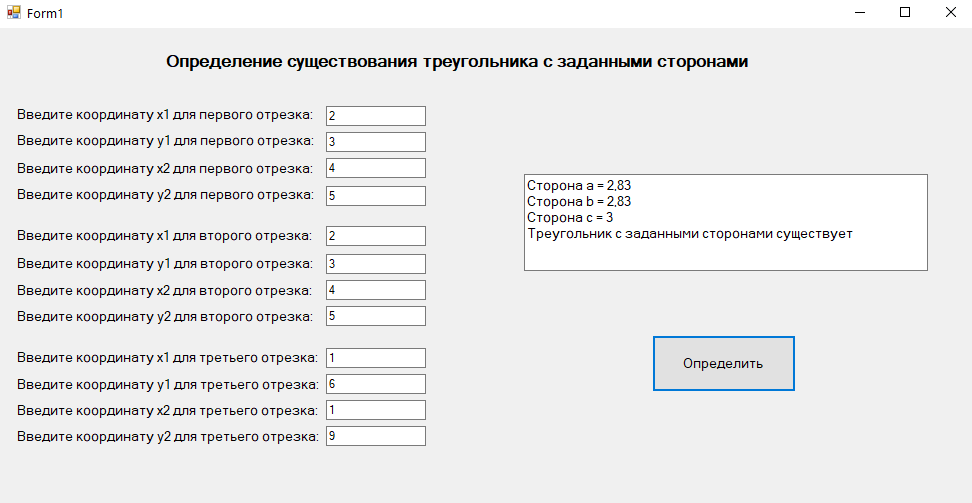 Form1
Определение существования треугольника с заданными сторонами
Введите координату x1 для первого отрезка: 2
Введите координату y1 для первого отрезка: 3
Введите координату x2 для первого отрезка: 4
Введите координату y2 для первого отрезка: 5
Введите координату x1 для второго отрезка: 2
Введите координату y1 для второго отрезка: 3
Введите координату x2 для второго отрезка: 4
Введите координату y2 для второго отрезка: 5
Введите координату x1 для третьего отрезка: 1
Введите координату y1 для третьего отрезка: 6
Введите координату x2 для третьего отрезка: 1
Введите координату y2 для третьего отрезка: 9
Сторона a = 2,83
Сторона b = 2,83
Сторона c = 3
Треугольник с заданными сторонами существует
Определить